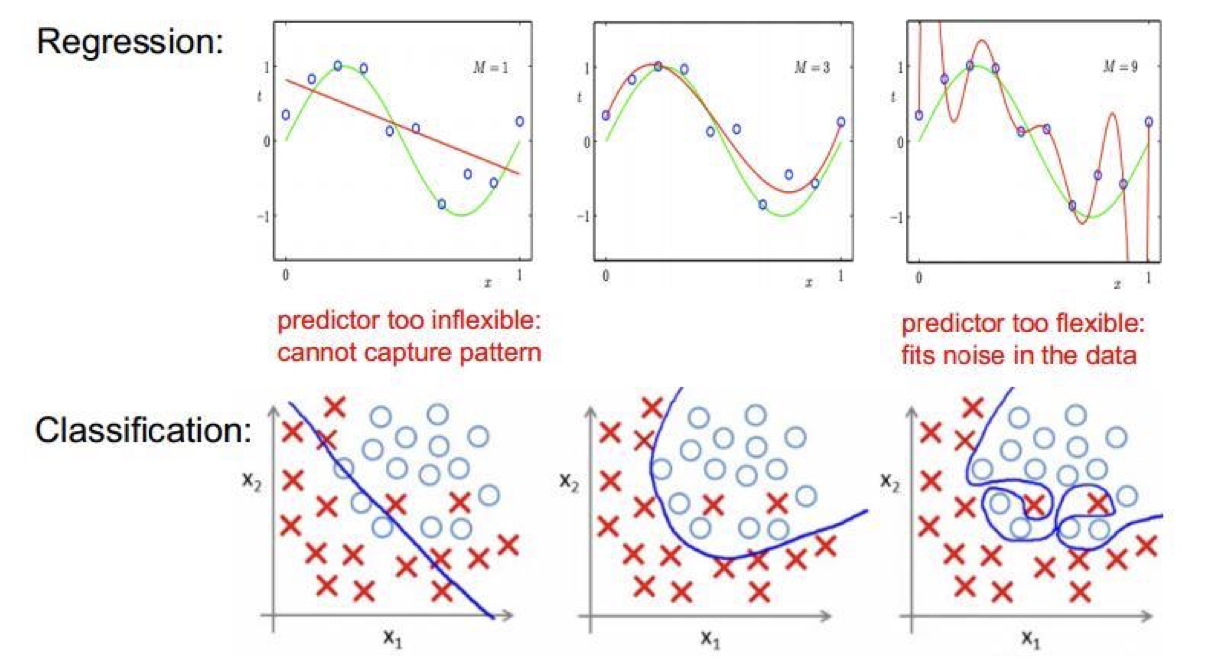 Regression:
1
t
0
−1
0
x
1
M = 1
1
t
0
−1
0
x
1
M = 3
1
t
0
−1
0
x
1
M = 9
predictor too inflexible:
cannot capture pattern
predictor too flexible:
fits noise in the data
Classification:
X2
X1
X2
X1
X2
X1